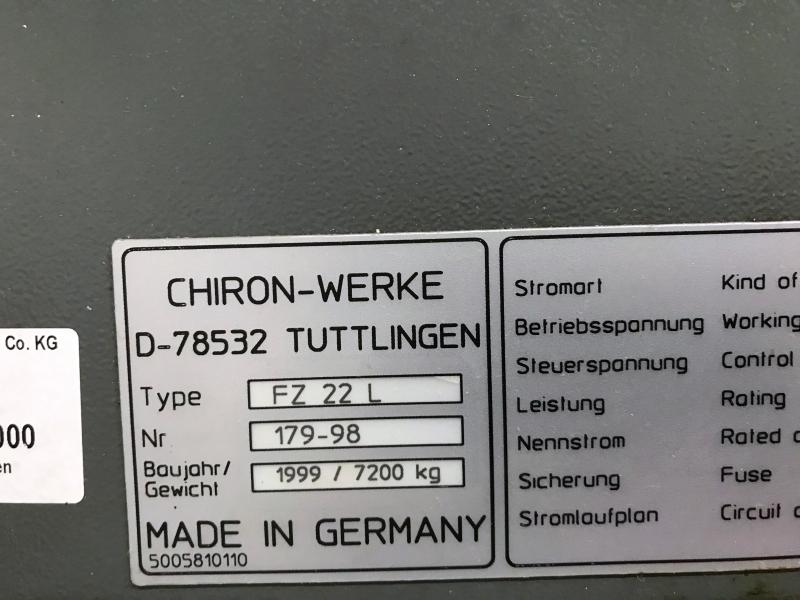 CHIRON-WERKE
D-78532 TUTTLINGEN
Type FZ 22 L
Nr 179-98
Baujahr/
Gewicht 1999 / 7200 kg
MADE IN GERMANY
5005810110
Stromart Kind of
Betriebsspannung Working
Steuerspannung Control
Leistung Rating
Nennstrom Rated
Sicherung Fuse
Stromlaufplan Circuit
Co. KG
000
en